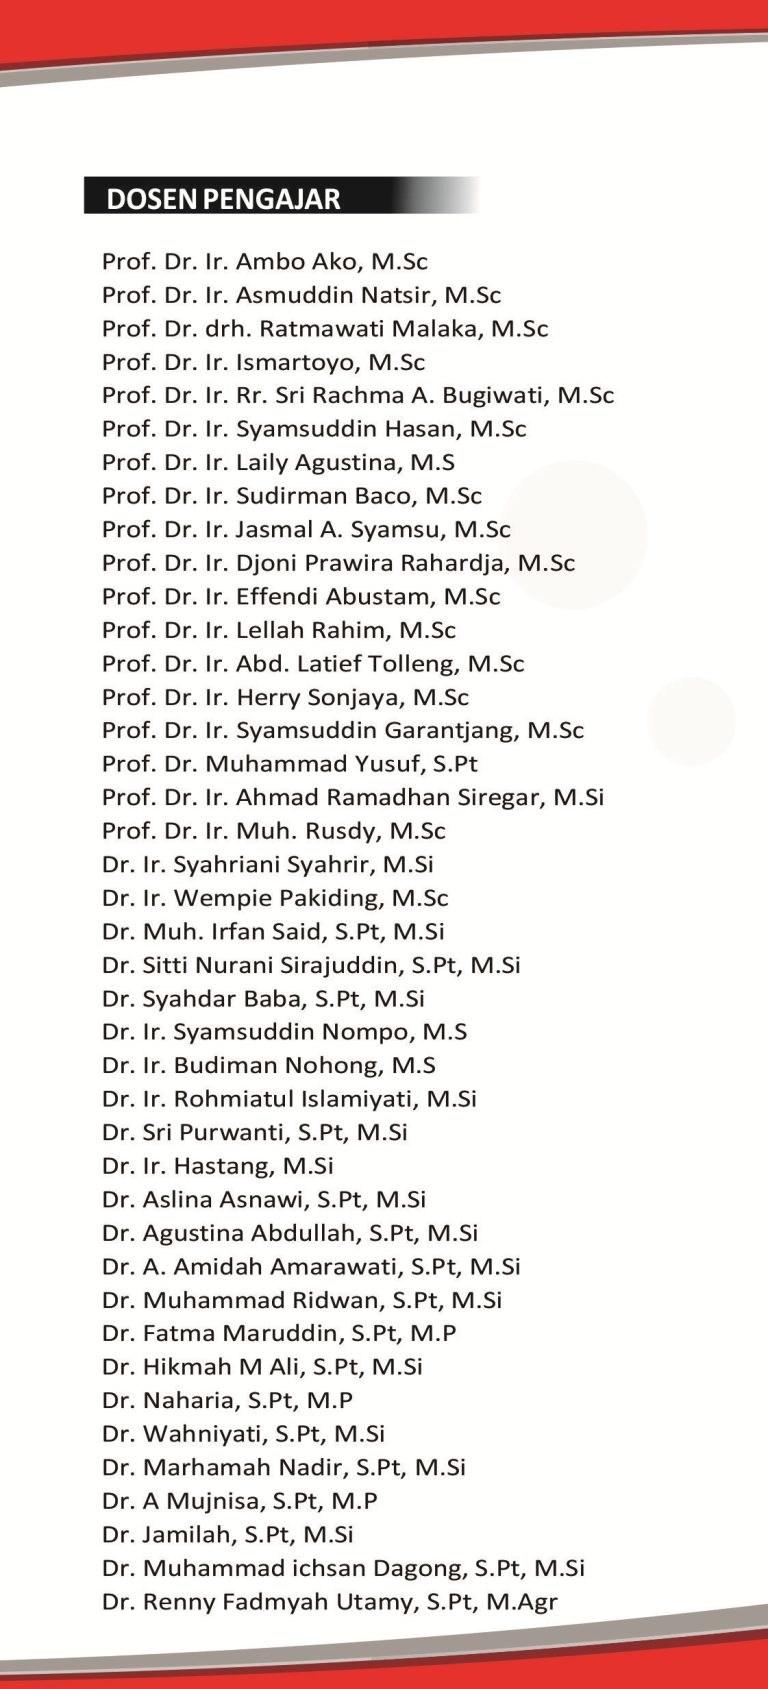 DOSEN PENGAJAR
Prof. Dr. Ir. Ambo Ako, M.Sc
Prof. Dr. Ir. Asmuddin Natsir, M.Sc
Prof. Dr. drh. Ratmawati Malaka, M.Sc
Prof. Dr. Ir. Ismartoyo, M.Sc
Prof. Dr. Ir. Rr. Sri Rachma A. Bugiwati, M.Sc
Prof. Dr. Ir. Syamsuddin Hasan, M.Sc
Prof. Dr. Ir. Laily Agustina, M.S
Prof. Dr. Ir. Sudirman Baco, M.Sc
Prof. Dr. Ir. Jasmal A. Syamsu, M.Sc
Prof. Dr. Ir. Djoni Prawira Rahardja, M.Sc
Prof. Dr. Ir. Effendi Abustam, M.Sc
Prof. Dr. Ir. Lellah Rahim, M.Sc
Prof. Dr. Ir. Abd. Latief Tolleng, M.Sc
Prof. Dr. Ir. Herry Sonjaya, M.Sc
Prof. Dr. Ir. Syamsuddin Garantjang, M.Sc
Prof. Dr. Muhammad Yusuf, S.Pt
Prof. Dr. Ir. Ahmad Ramadhan Siregar, M.Si
Prof. Dr. Ir. Muh. Rusdy, M.Sc
Dr. Ir. Syahriani Syahrir, M.Si
Dr. Ir. Wempie Pakiding, M.Sc
Dr. Muh. Irfan Said, S.Pt, M.Si
Dr. Sitti Nurani Sirajuddin, S.Pt, M.Si
Dr. Syahdar Baba, S.Pt, M.Si
Dr. Ir. Syamsuddin Nompo, M.S
Dr. Ir. Budiman Nohong, M.S
Dr. Ir. Rohmiatul Islamiyati, M.Si
Dr. Sri Purwanti, S.Pt, M.Si
Dr. Ir. Hastang, M.Si
Dr. Aslina Asnawi, S.Pt, M.Si
Dr. Agustina Abdullah, S.Pt, M.Si
Dr. A. Amidah Amarawati, S.Pt, M.Si
Dr. Muhammad Ridwan, S.Pt, M.Si
Dr. Fatma Maruddin, S.Pt, M.P
Dr. Hikmah M Ali, S.Pt, M.Si
Dr. Naharia, S.Pt, M.P
Dr. Wahniyati, S.Pt, M.Si
Dr. Marhamah Nadir, S.Pt, M.Si
Dr. A Mujnisa, S.Pt, M.P
Dr. Jamilah, S.Pt, M.Si
Dr. Muhammad ichsan Dagong, S.Pt, M.Si
Dr. Renny Fadmyah Utamy, S.Pt, M.Agr